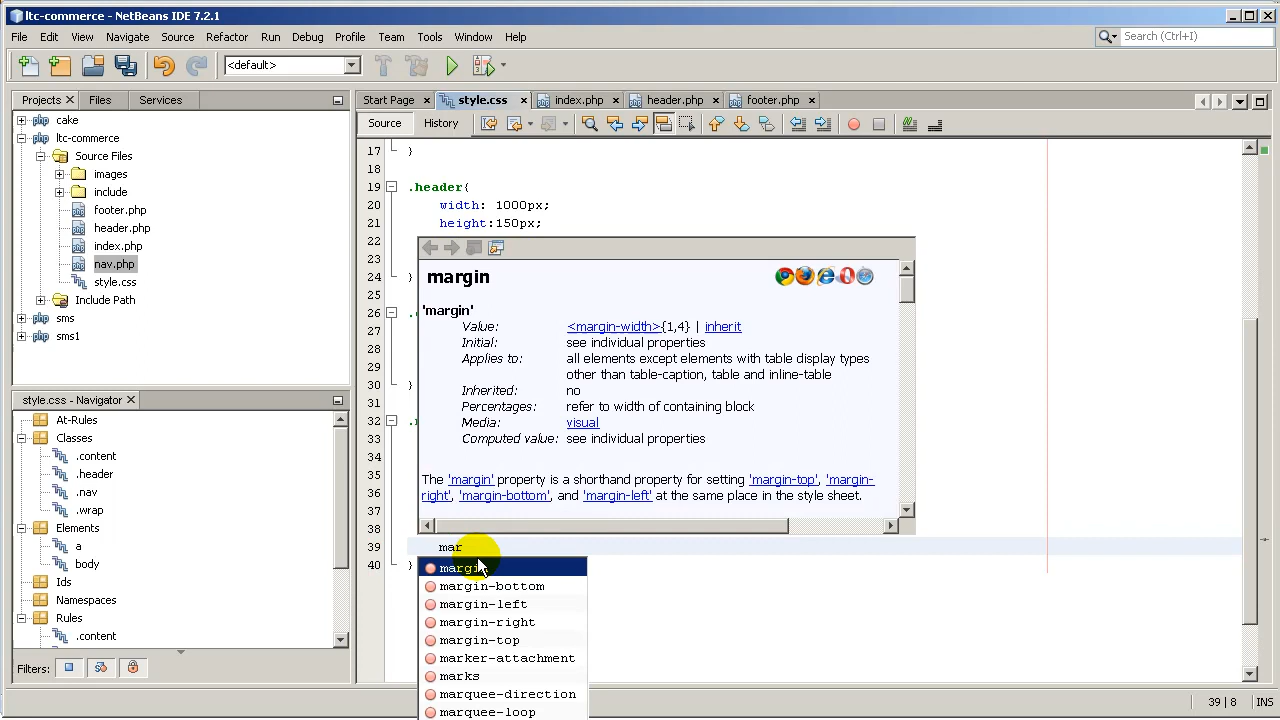 ltc-commerce - NetBeans IDE 7.2.1
File Edit View Navigate Source Refactor Run Debug Profile Team Tools Window Help
Search (Ctrl+I)
<default>
Projects Files Services
Start Page style.css index.php header.php footer.php
Source History
cake
ltc-commerce
Source Files
images
include
footer.php
header.php
index.php
nav.php
style.css
Include Path
sms
sms1
style.css - Navigator
At-Rules
Classes
.content
.header
.nav
.wrap
Elements
a
body
Ids
Namespaces
Rules
.content
Filters:
17 }
18
19 .header{
20 width: 1000px;
21 height:150px;
22
23
24 }
25
26 .
27
28
29
30 }
31
32 .
33
34
35
36
37
38
39 mar
40 }
margin
'margin'
Value: <margin-width>{1,4} | inherit
Initial: see individual properties
Applies to: all elements except elements with table display types
other than table-caption, table and inline-table
Inherited: no
Percentages: refer to width of containing block
Media: visual
Computed value: see individual properties
The 'margin' property is a shorthand property for setting 'margin-top', 'margin-
right', 'margin-bottom', and 'margin-left' at the same place in the style sheet.
margin
margin-bottom
margin-left
margin-right
margin-top
marker-attachment
marks
marquee-direction
marquee-loop
39 | 8 INS